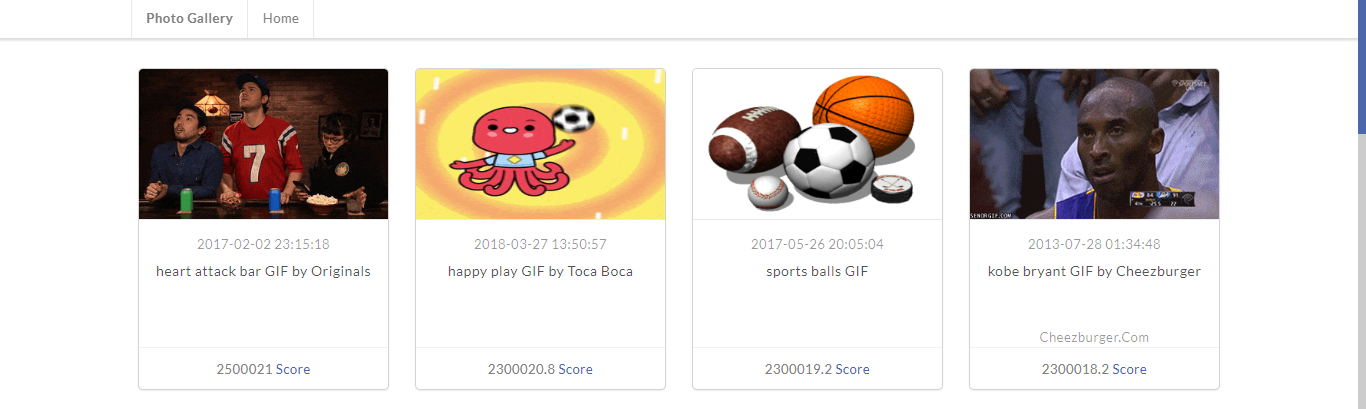 Photo Gallery
Home
7
SENORGIF.COM
2017-02-02 23:15:18
heart attack bar GIF by Originals
2500021 Score
2018-03-27 13:50:57
happy play GIF by Toca Boca
2300020.8 Score
2017-05-26 20:05:04
sports balls GIF
2300019.2 Score
2013-07-28 01:34:48
kobe bryant GIF by Cheezburger
Cheezburger.Com
2300018.2 Score